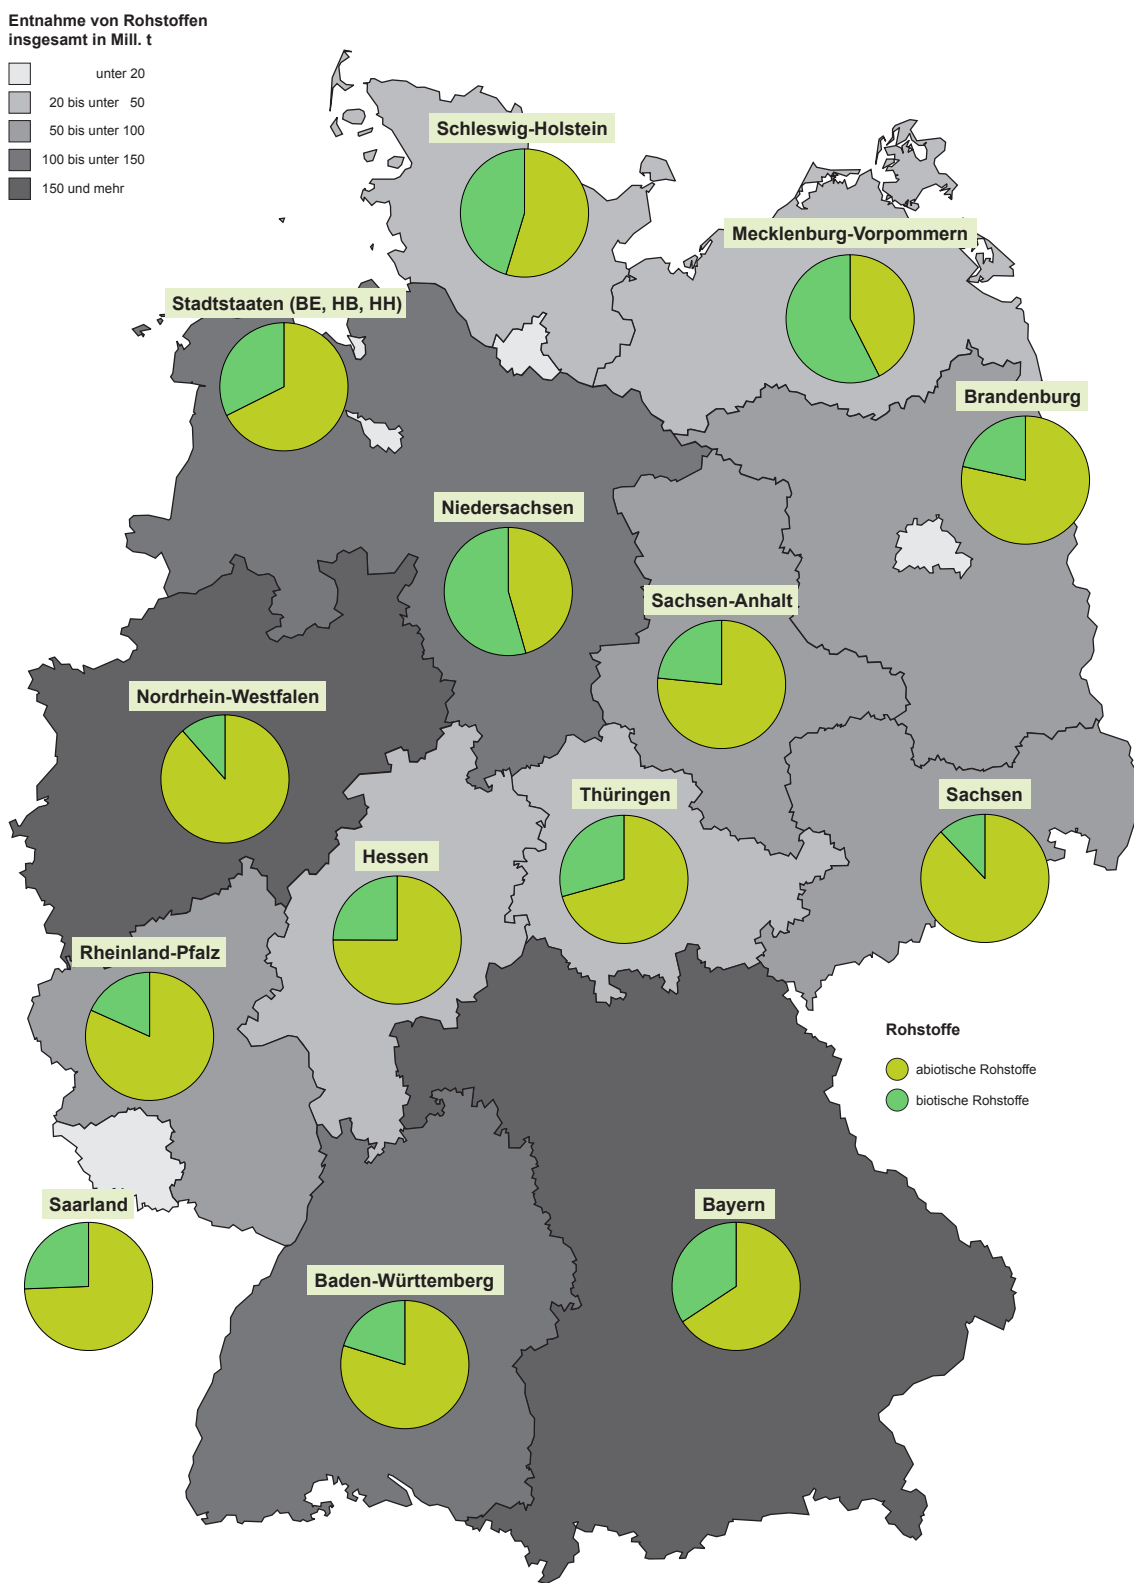 Entnahme von Rohstoffen
insgesamt in Mill. t
unter 20
20 bis unter 50
50 bis unter 100
100 bis unter 150
150 und mehr
Schleswig-Holstein
Mecklenburg-Vorpommern
Stadtstaaten (BE, HB, HH)
Brandenburg
Niedersachsen
Sachsen-Anhalt
Nordrhein-Westfalen
Thüringen
Sachsen
Hessen
Rheinland-Pfalz
Rohstoffe
abiotische Rohstoffe
biotische Rohstoffe
Saarland
Bayern
Baden-Württemberg